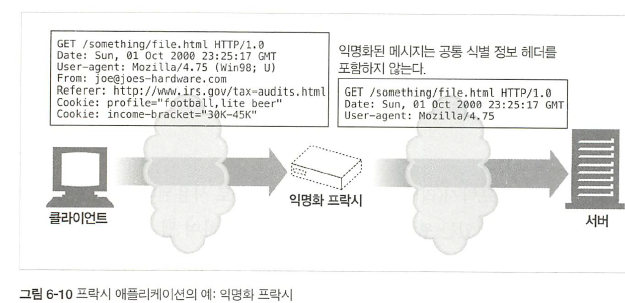 GET /something/file.html HTTP/1.0
Date: Sun, 01 Oct 2000 23:25:17 GMT
User-agent: Mozilla/4.75 (Win98; U)
From: joe@joes-hardware.com
Referer: http://www.irs.gov/tax-audits.html
Cookie: profile="football,lite beer"
Cookie: income-bracket="30K-45K"
익명화된 메시지는 공통 식별 정보 헤더를
포함하지 않는다.
GET /something/file.html HTTP/1.0
Date: Sun, 01 Oct 2000 23:25:17 GMT
User-agent: Mozilla/4.75
클라이언트
익명화 프락시
서버
그림 6-10 프락시 애플리케이션의 예: 익명화 프락시